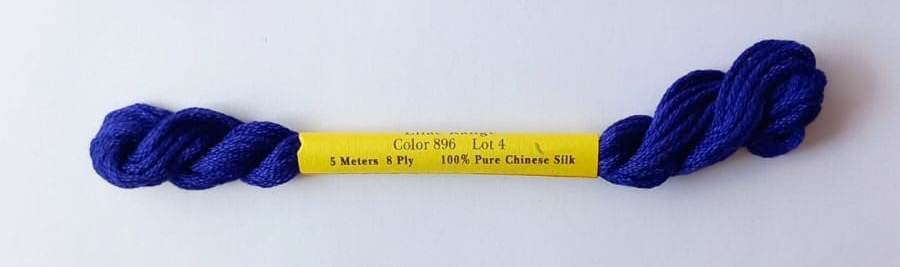 Color 896 Lot 4
5 Meters 8 Ply 100% Pure Chinese Silk